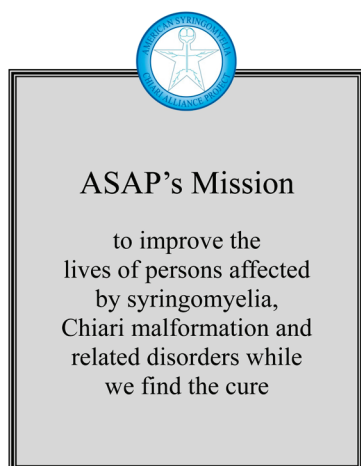 AMERICAN SYRINGOMYELIA
CHIARI ALLIANCE PROJECT
ASAP’s Mission
to improve the
lives of persons affected
by syringomyelia,
Chiari malformation and
related disorders while
we find the cure